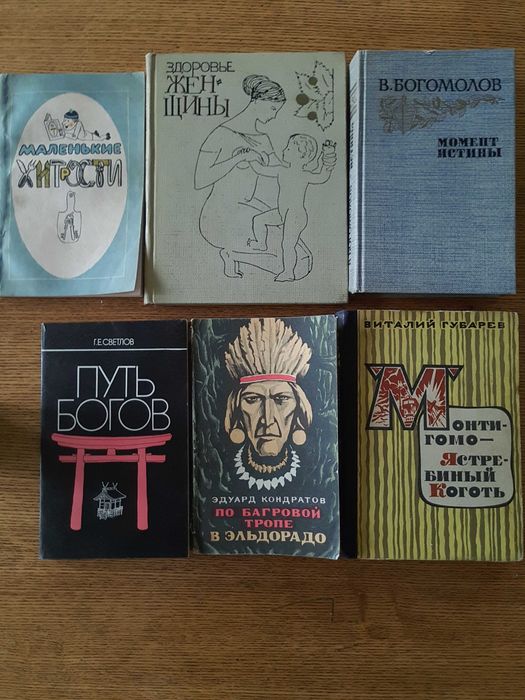 МАЛЕНЬКИЕ
ХИТРОСТИ
ЗДОРОВЬЕ
ЖЕН-
ЩИНЫ
В. БОГОМОЛОВ
МОМЕНТ
ИСТИНЫ
Г.Е.СВЕТЛОВ
ПУТЬ
БОГОВ
ЭДУАРД КОНДРАТОВ
ПО БАГРОВОЙ
ТРОПЕ
В ЭЛЬДОРАДО
ВИТАЛИЙ ГУБАРЕВ
МОНТИ-
ГОМО—
ЯСТРЕ-
БИНЫЙ
КОГОТЬ